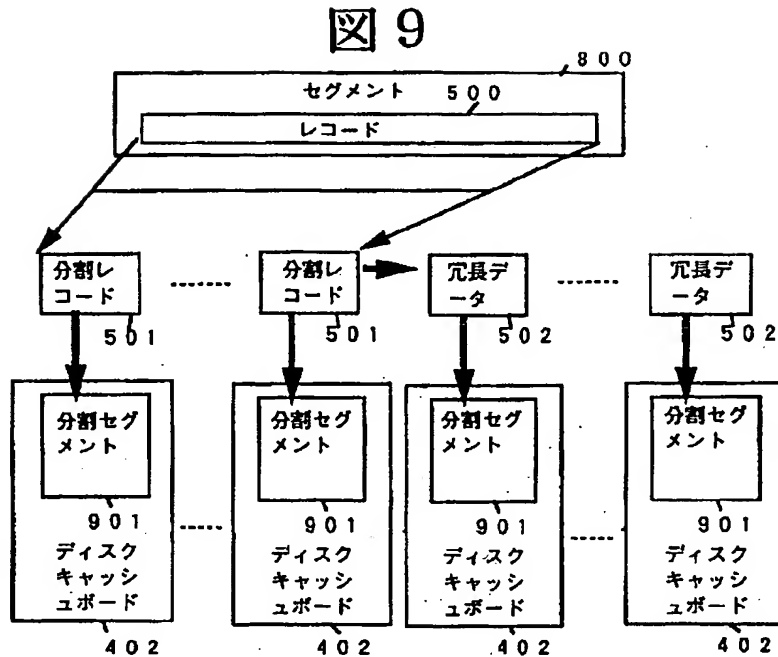 図9
800
セグメント 500
レコード
分割レ
コード
分割レ
コード
冗長デ
ータ
冗長デ
ータ
501 501 502 502
分割セグ
メント
分割セグ
メント
分割セグ
メント
分割セグ
メント
901 901 901 901
ディスク
キャッシ
ュボード
ディスク
キャッシ
ュボード
ディスク
キャッシ
ュボード
ディスク
キャッシ
ュボード
402 402 402 402